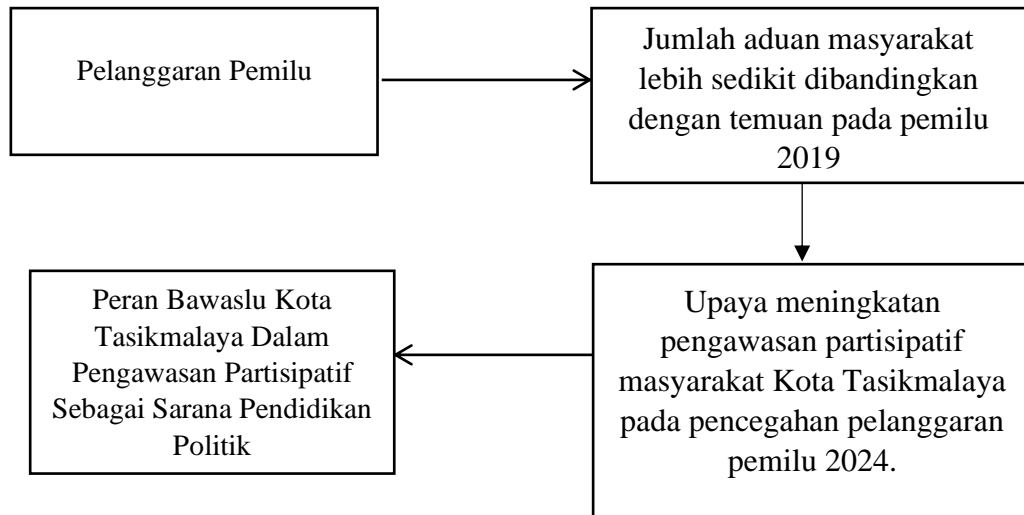 Pelanggaran Pemilu
Jumlah aduan masyarakat
lebih sedikit dibandingkan
dengan temuan pada pemilu
2019
Upaya meningkatan
pengawasan partisipatif
masyarakat Kota Tasikmalaya
pada pencegahan pelanggaran
pemilu 2024.
Peran Bawaslu Kota
Tasikmalaya Dalam
Pengawasan Partisipatif
Sebagai Sarana Pendidikan
Politik